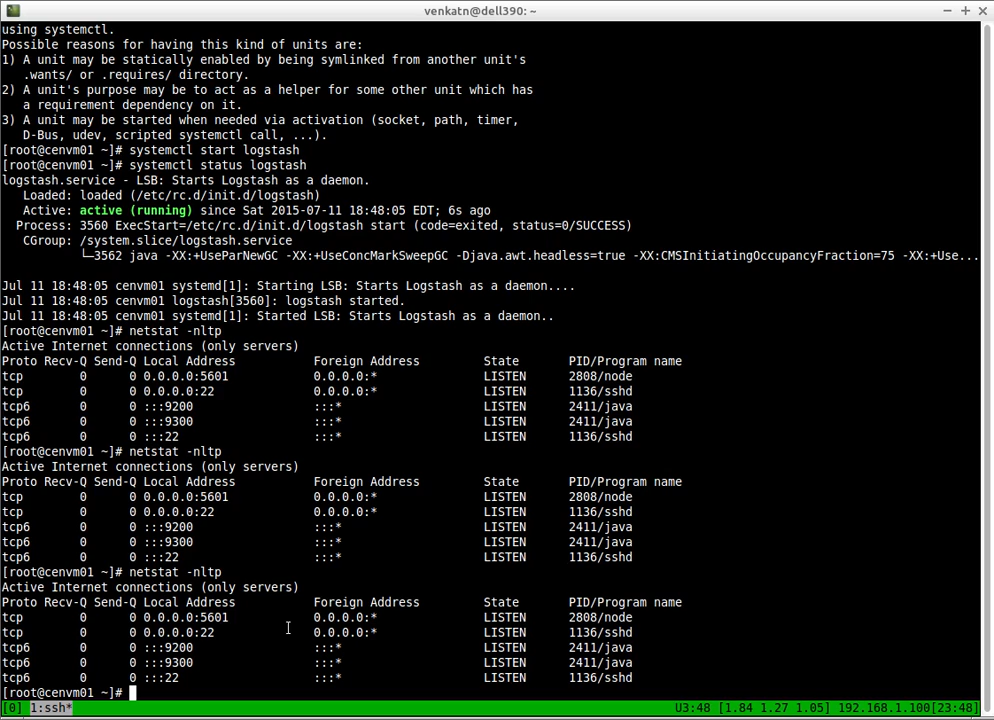 venkatn@dell390: ~
using systemctl.
Possible reasons for having this kind of units are:
1) A unit may be statically enabled by being symlinked from another unit's
   .wants/ or .requires/ directory.
2) A unit's purpose may be to act as a helper for some other unit which has
   a requirement dependency on it.
3) A unit may be started when needed via activation (socket, path, timer,
   D-Bus, udev, scripted systemctl call, ...).
[root@cenvm01 ~]# systemctl start logstash
[root@cenvm01 ~]# systemctl status logstash
logstash.service - LSB: Starts Logstash as a daemon.
   Loaded: loaded (/etc/rc.d/init.d/logstash)
   Active: active (running) since Sat 2015-07-11 18:48:05 EDT; 6s ago
  Process: 3560 ExecStart=/etc/rc.d/init.d/logstash start (code=exited, status=0/SUCCESS)
   CGroup: /system.slice/logstash.service
           └─3562 java -XX:+UseParNewGC -XX:+UseConcMarkSweepGC -Djava.awt.headless=true -XX:CMSInitiatingOccupancyFraction=75 -XX:+Use...
Jul 11 18:48:05 cenvm01 systemd[1]: Starting LSB: Starts Logstash as a daemon....
Jul 11 18:48:05 cenvm01 logstash[3560]: logstash started.
Jul 11 18:48:05 cenvm01 systemd[1]: Started LSB: Starts Logstash as a daemon..
[root@cenvm01 ~]# netstat -nltp
Active Internet connections (only servers)
Proto Recv-Q Send-Q Local Address           Foreign Address         State       PID/Program name
tcp        0      0 0.0.0.0:5601            0.0.0.0:*               LISTEN      2808/node
tcp        0      0 0.0.0.0:22              0.0.0.0:*               LISTEN      1136/sshd
tcp6       0      0 :::9200                 :::*                    LISTEN      2411/java
tcp6       0      0 :::9300                 :::*                    LISTEN      2411/java
tcp6       0      0 :::22                   :::*                    LISTEN      1136/sshd
[root@cenvm01 ~]# netstat -nltp
Active Internet connections (only servers)
Proto Recv-Q Send-Q Local Address           Foreign Address         State       PID/Program name
tcp        0      0 0.0.0.0:5601            0.0.0.0:*               LISTEN      2808/node
tcp        0      0 0.0.0.0:22              0.0.0.0:*               LISTEN      1136/sshd
tcp6       0      0 :::9200                 :::*                    LISTEN      2411/java
tcp6       0      0 :::9300                 :::*                    LISTEN      2411/java
tcp6       0      0 :::22                   :::*                    LISTEN      1136/sshd
[root@cenvm01 ~]# netstat -nltp
Active Internet connections (only servers)
Proto Recv-Q Send-Q Local Address           Foreign Address         State       PID/Program name
tcp        0      0 0.0.0.0:5601            0.0.0.0:*               LISTEN      2808/node
tcp        0      0 0.0.0.0:22              0.0.0.0:*               LISTEN      1136/sshd
tcp6       0      0 :::9200                 :::*                    LISTEN      2411/java
tcp6       0      0 :::9300                 :::*                    LISTEN      2411/java
tcp6       0      0 :::22                   :::*                    LISTEN      1136/sshd
[root@cenvm01 ~]#
[0] 1:ssh* U3:48 [1.84 1.27 1.05] 192.168.1.100[23:48]